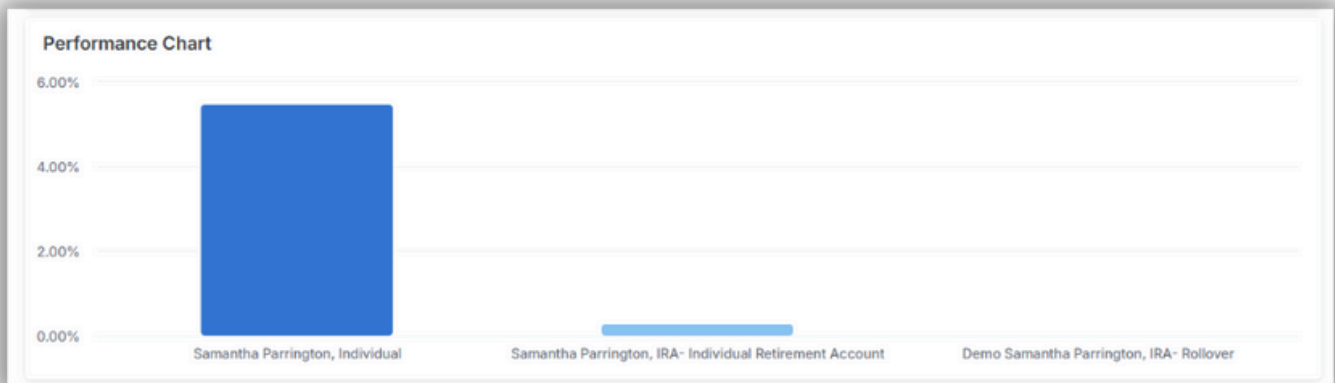 Performance Chart
6.00%
4.00%
2.00%
0.00%
Samantha Parrington, Individual
Samantha Parrington, IRA- Individual Retirement Account
Demo Samantha Parrington, IRA- Rollover